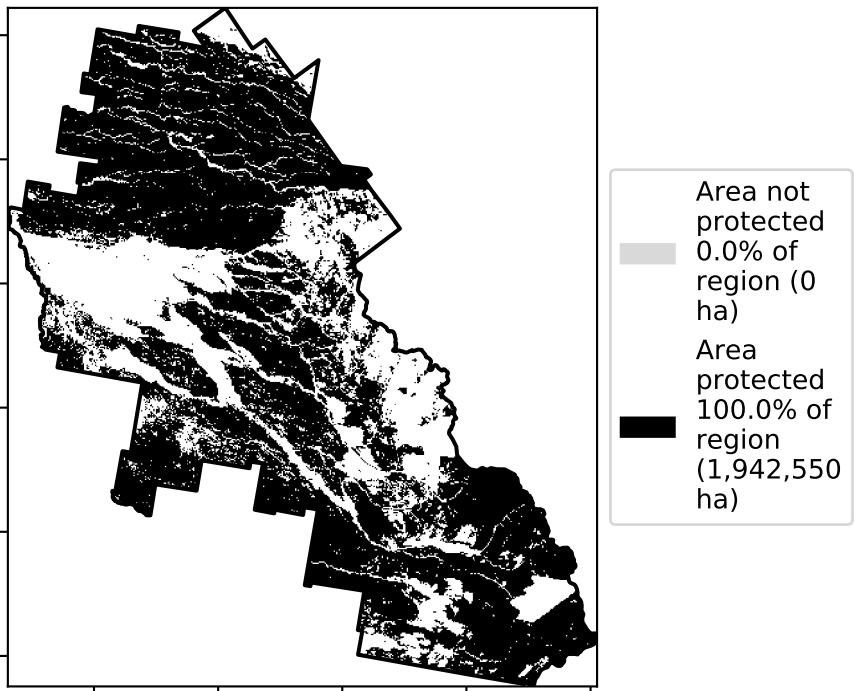 Area not
protected
0.0% of
region (0
ha)
Area
protected
100.0% of
region
(1,942,550
ha)